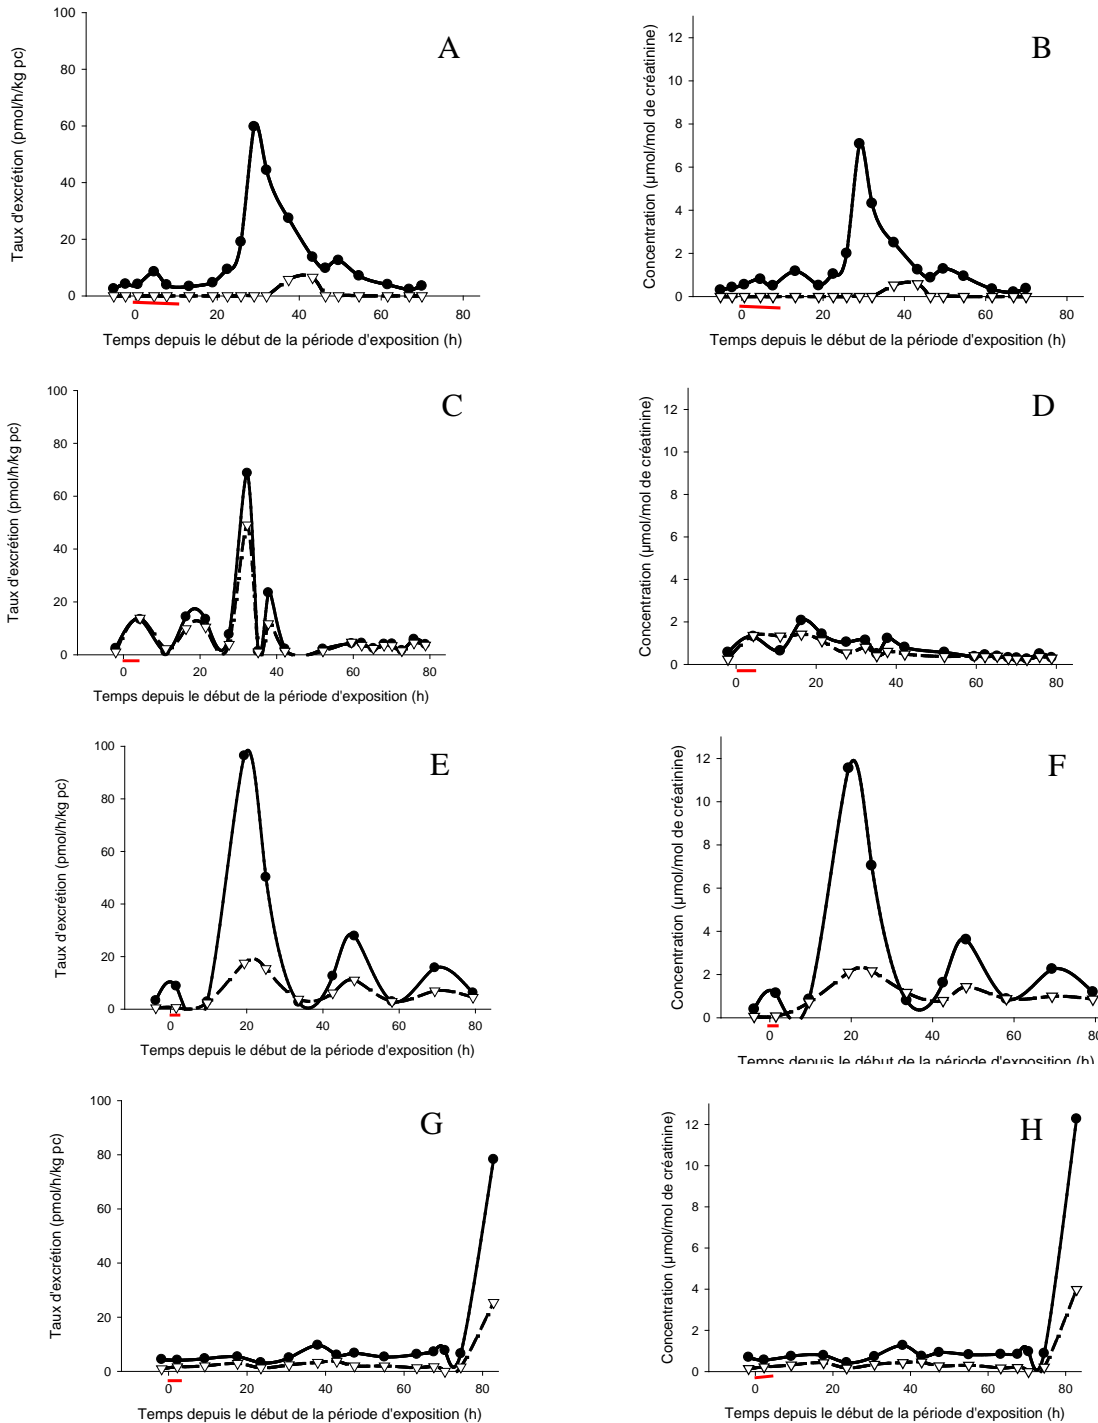 A
Taux d'excrétion (pmol/h/kg pc)
100
80
60
40
20
0
0 20 40 60 80
Temps depuis le début de la période d'exposition (h)
B
Concentration (µmol/mol de créatinine)
12
10
8
6
4
2
0
0 20 40 60 80
Temps depuis le début de la période d'exposition (h)
C
Taux d'excrétion (pmol/h/kg pc)
100
80
60
40
20
0
0 20 40 60 80
Temps depuis le début de la période d'exposition (h)
D
Concentration (µmol/mol de créatinine)
12
10
8
6
4
2
0
0 20 40 60 80
Temps depuis le début de la période d'exposition (h)
E
Taux d'excrétion (pmol/h/kg pc)
100
80
60
40
20
0
0 20 40 60 80
Temps depuis le début de la période d'exposition (h)
F
Concentration (µmol/mol de créatinine)
12
10
8
6
4
2
0
0 20 40 60 80
Temps depuis le début de la période d'exposition (h)
G
Taux d'excrétion (pmol/h/kg pc)
100
80
60
40
20
0
0 20 40 60 80
Temps depuis le début de la période d'exposition (h)
H
Concentration (µmol/mol de créatinine)
12
10
8
6
4
2
0
0 20 40 60 80
Temps depuis le début de la période d'exposition (h)